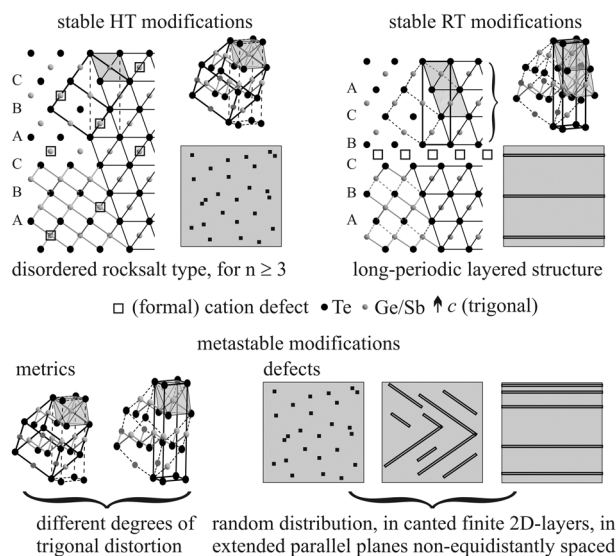 stable HT modifications
stable RT modifications
C
B
A
C
B
A
A
B
C
C
B
A
disordered rocksalt type, for n ≥ 3
long-periodic layered structure
(formal) cation defect
Te
Ge/Sb
c (trigonal)
metastable modifications
metrics
defects
different degrees of
trigonal distortion
random distribution, in canted finite 2D-layers, in
extended parallel planes non-equidistantly spaced